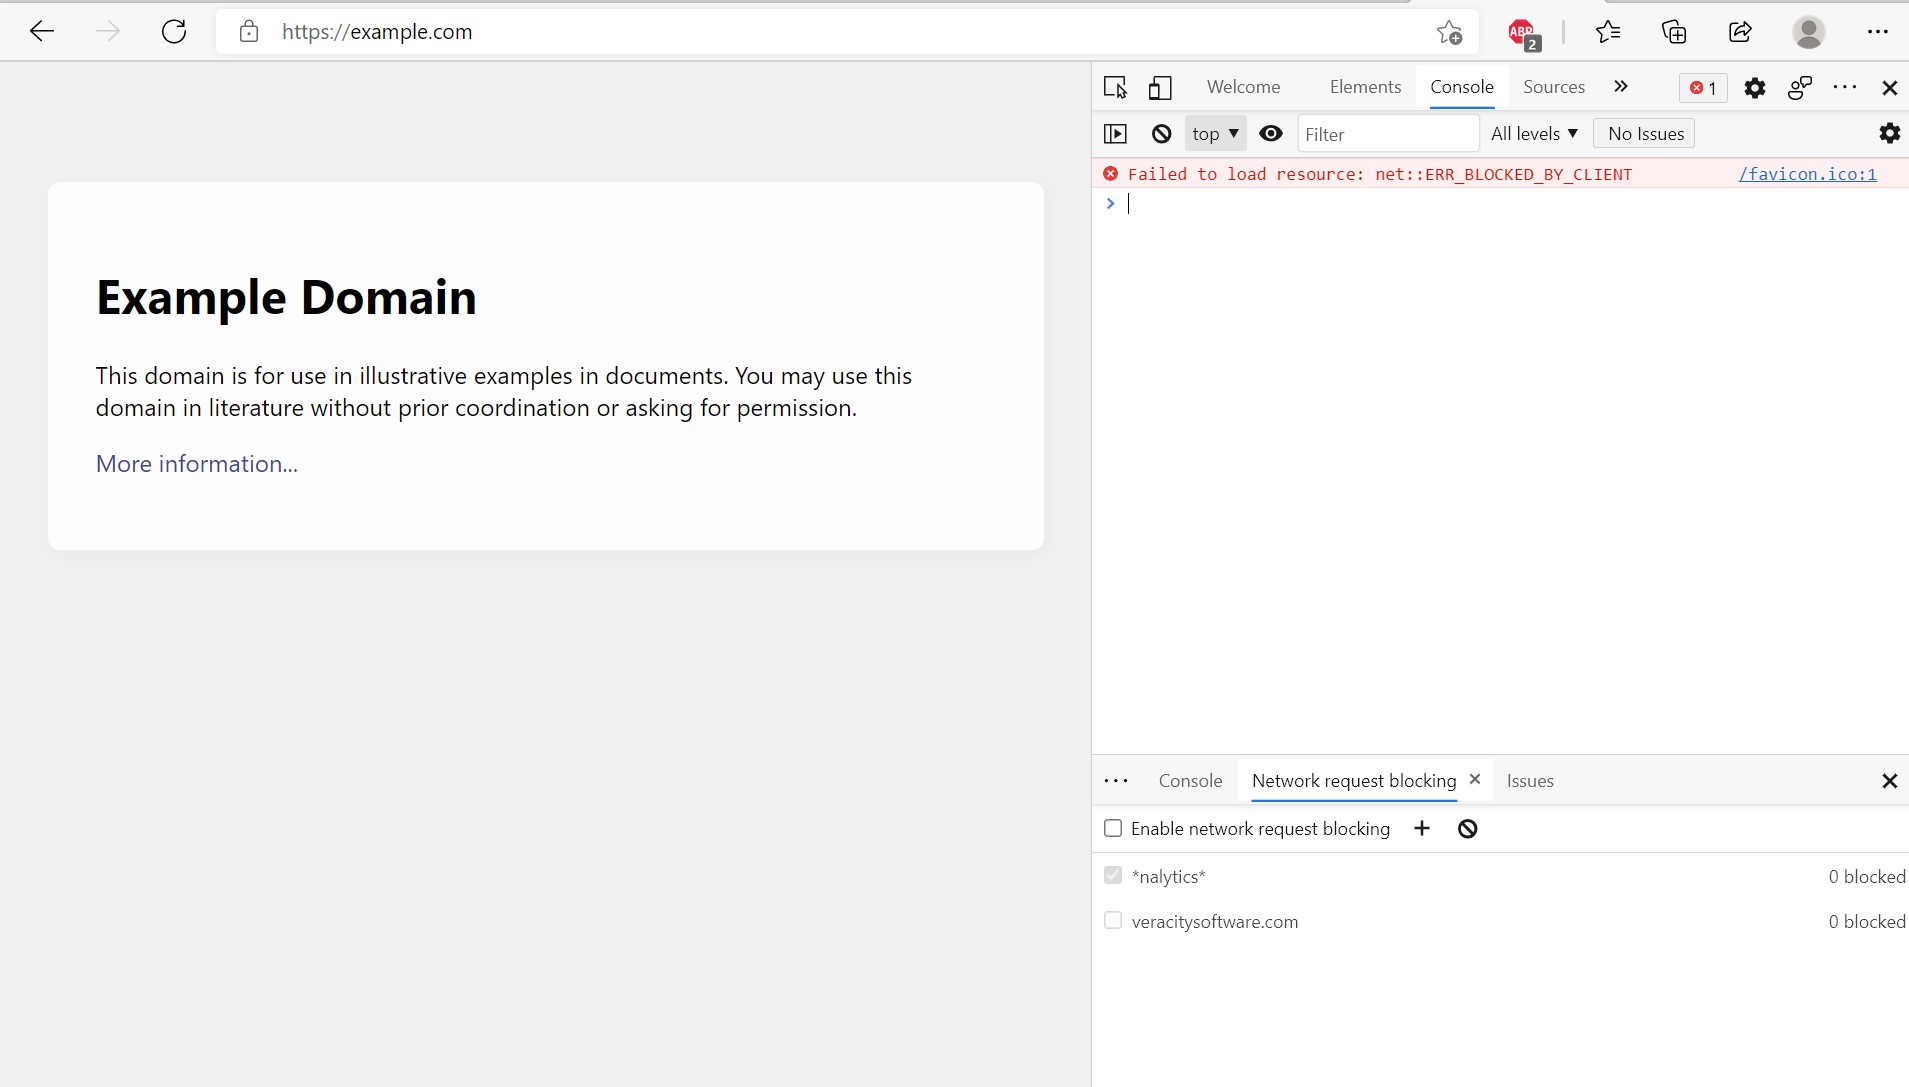 https://example.com
ABP
2
Welcome Elements Console Sources 1
top Filter All levels No Issues
Failed to load resource: net::ERR_BLOCKED_BY_CLIENT /favicon.ico:1
Example Domain
This domain is for use in illustrative examples in documents. You may use this
domain in literature without prior coordination or asking for permission.
More information...
Console Network request blocking Issues
Enable network request blocking
*nalytics* 0 blocked
veracitysoftware.com 0 blocked